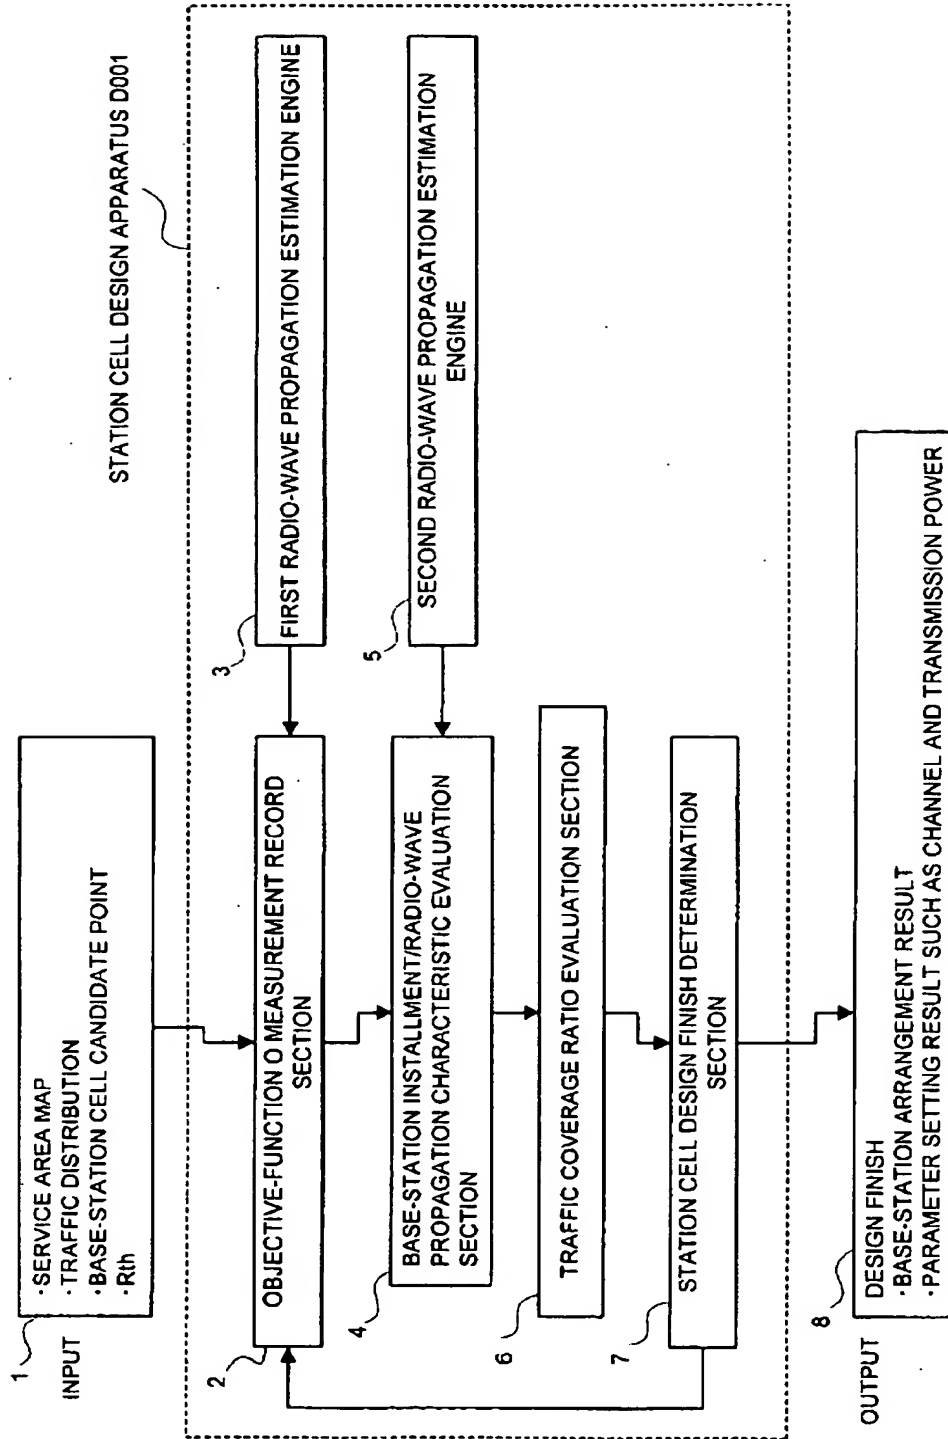 STATION CELL DESIGN APPARATUS D001
1
INPUT
·SERVICE AREA MAP
·TRAFFIC DISTRIBUTION
·BASE-STATION CELL CANDIDATE POINT
·Rth
2
OBJECTIVE-FUNCTION O MEASUREMENT RECORD
SECTION
3
FIRST RADIO-WAVE PROPAGATION ESTIMATION ENGINE
4
BASE-STATION INSTALLMENT/RADIO-WAVE
PROPAGATION CHARACTERISTIC EVALUATION
SECTION
5
SECOND RADIO-WAVE PROPAGATION ESTIMATION
ENGINE
6
TRAFFIC COVERAGE RATIO EVALUATION SECTION
7
STATION CELL DESIGN FINISH DETERMINATION
SECTION
8
OUTPUT
DESIGN FINISH
·BASE-STATION ARRANGEMENT RESULT
·PARAMETER SETTING RESULT SUCH AS CHANNEL AND TRANSMISSION POWER